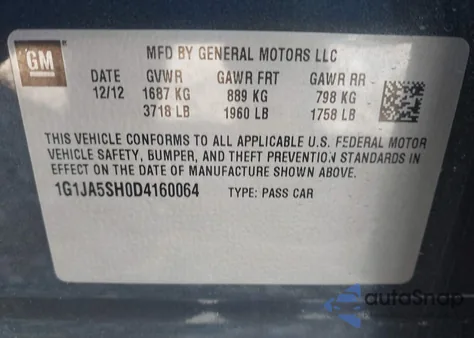 GM
MFD BY GENERAL MOTORS LLC
DATE GVWR GAWR FRT GAWR RR
12/12 1687 KG 889 KG 798 KG
3718 LB 1960 LB 1758 LB
THIS VEHICLE CONFORMS TO ALL APPLICABLE U.S. FEDERAL MOTOR
VEHICLE SAFETY, BUMPER, AND THEFT PREVENTION STANDARDS IN
EFFECT ON THE DATE OF MANUFACTURE SHOWN ABOVE.
1G1JA5SH0D4160064 TYPE: PASS CAR
autoSnap